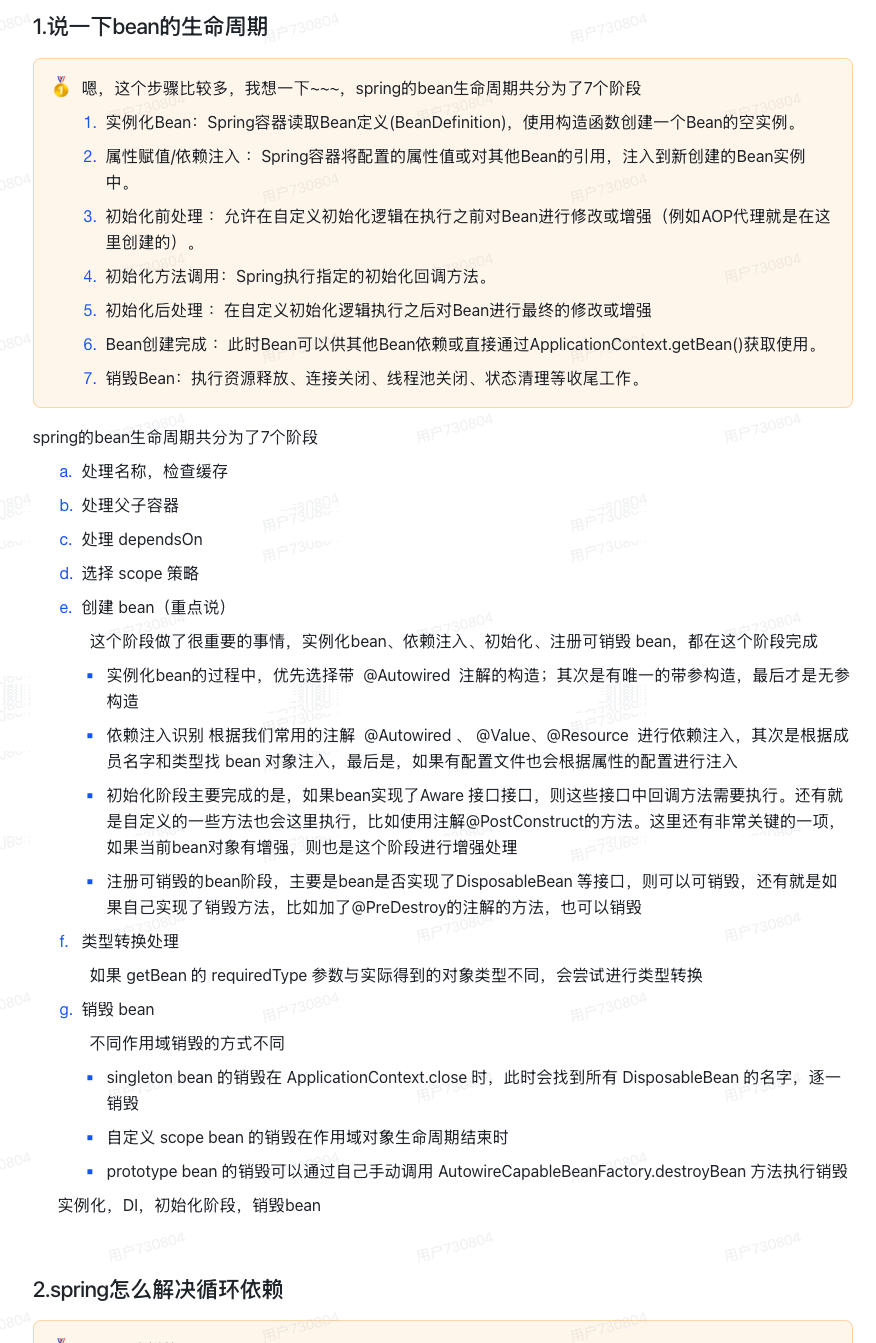 1.说一下bean的生命周期
嗯，这个步骤比较多，我想一下~~~，spring的bean生命周期共分为了7个阶段
1. 实例化Bean：Spring容器读取Bean定义(BeanDefinition)，使用构造函数创建一个Bean的空实例。
2. 属性赋值/依赖注入 ：Spring容器将配置的属性值或对其他Bean的引用，注入到新创建的Bean实例
中。
3. 初始化前处理 ：允许在自定义初始化逻辑在执行之前对Bean进行修改或增强（例如AOP代理就是在这
里创建的）。
4. 初始化方法调用：Spring执行指定的初始化回调方法。
5. 初始化后处理 ：在自定义初始化逻辑执行之后对Bean进行最终的修改或增强
6. Bean创建完成 ：此时Bean可以供其他Bean依赖或直接通过ApplicationContext.getBean()获取使用。
7. 销毁Bean：执行资源释放、连接关闭、线程池关闭、状态清理等收尾工作。
spring的bean生命周期共分为了7个阶段
a. 处理名称，检查缓存
b. 处理父子容器
c. 处理 dependsOn
d. 选择 scope 策略
e. 创建 bean（重点说）
这个阶段做了很重要的事情，实例化bean、依赖注入、初始化、注册可销毁 bean，都在这个阶段完成
▪ 实例化bean的过程中，优先选择带 @Autowired 注解的构造；其次是有唯一的带参构造，最后才是无参
构造
▪ 依赖注入识别 根据我们常用的注解 @Autowired 、 @Value、@Resource 进行依赖注入，其次是根据成
员名字和类型找 bean 对象注入，最后是，如果有配置文件也会根据属性的配置进行注入
▪ 初始化阶段主要完成的是，如果bean实现了Aware 接口接口，则这些接口中回调方法需要执行。还有就
是自定义的一些方法也会这里执行，比如使用注解@PostConstruct的方法。这里还有非常关键的一项，
如果当前bean对象有增强，则也是这个阶段进行增强处理
▪ 注册可销毁的bean阶段，主要是bean是否实现了DisposableBean 等接口，则可以可销毁，还有就是如
果自己实现了销毁方法，比如加了@PreDestroy的注解的方法，也可以销毁
f. 类型转换处理
如果 getBean 的 requiredType 参数与实际得到的对象类型不同，会尝试进行类型转换
g. 销毁 bean
不同作用域销毁的方式不同
▪ singleton bean 的销毁在 ApplicationContext.close 时，此时会找到所有 DisposableBean 的名字，逐一
销毁
▪ 自定义 scope bean 的销毁在作用域对象生命周期结束时
▪ prototype bean 的销毁可以通过自己手动调用 AutowireCapableBeanFactory.destroyBean 方法执行销毁
实例化，DI，初始化阶段，销毁bean
2.spring怎么解决循环依赖
用户730804